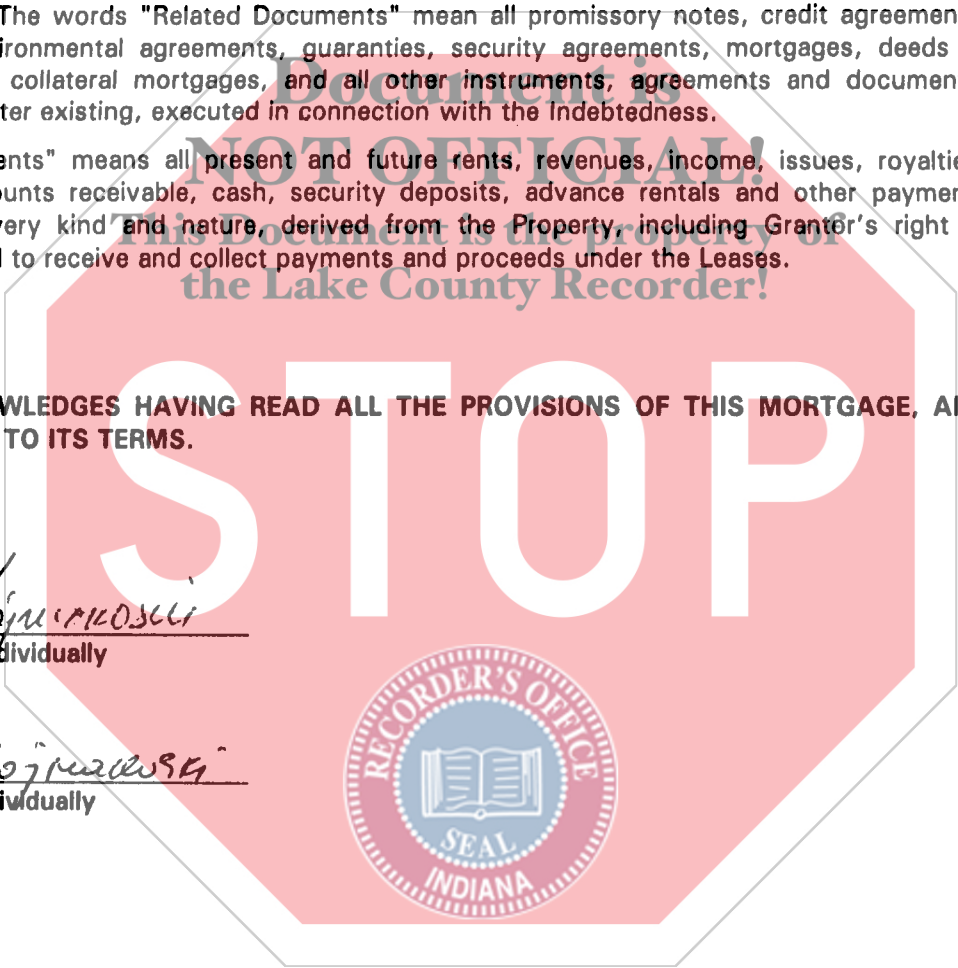 The words "Related Documents" mean all promissory notes, credit agreemen
ironmental agreements, guaranties, security agreements, mortgages, deeds
collateral mortgages, and all other instruments, agreements and documen
ter existing, executed in connection with the Indebtedness.
Document is
NOT OFFICIAL!
This Document is the property of
the Lake County Recorder!
ents" means all present and future rents, revenues, income, issues, royaltie
ounts receivable, cash, security deposits, advance rentals and other paymen
very kind and nature, derived from the Property, including Grantor's right
l to receive and collect payments and proceeds under the Leases.
STOP
WLEDGES HAVING READ ALL THE PROVISIONS OF THIS MORTGAGE, A
TO ITS TERMS.
dividually
ividually
RECORDER'S OFFICE
SEAL
INDIANA